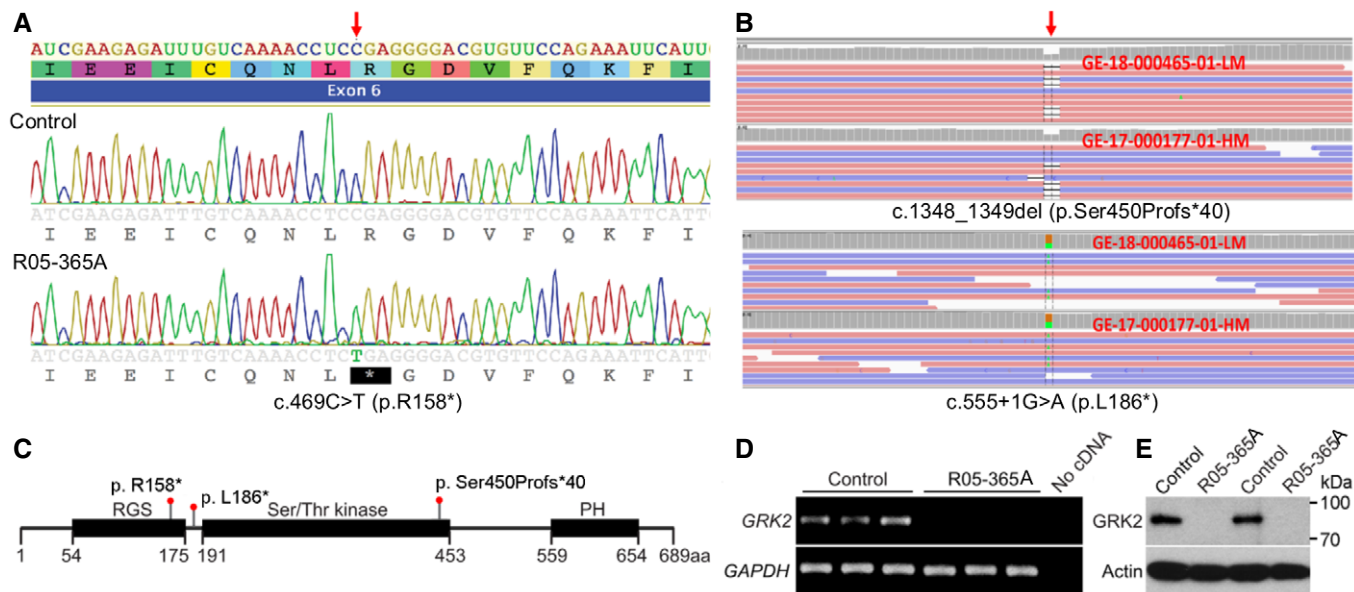 A
AUCGAAGAGAUUUGUCAAAACCUCCGAGGGGACGUGUUCCAGAAAUUCAUU
I E E I C Q N L R G D V F Q K F I
Exon 6
Control
ATCGAAGAGATTTGTCAAAACCTCCGAGGGGACGTGTTCCAGAAATTCATT
I E E I C Q N L R G D V F Q K F I
R05-365A
ATCGAAGAGATTTGTCAAAACCTCTGAGGGGACGTGTTCCAGAAATTCATT
I E E I C Q N L * G D V F Q K F I
c.469C>T (p.R158*)
B
GE-18-000465-01-LM
GE-17-000177-01-HM
c.1348_1349del (p.Ser450Profs*40)
GE-18-000465-01-LM
GE-17-000177-01-HM
c.555+1G>A (p.L186*)
C
p. R158*
p. L186*
p. Ser450Profs*40
RGS
Ser/Thr kinase
PH
1 54 175 191 453 559 654 689aa
D
Control R05-365A No cDNA
GRK2
GAPDH
E
Control R05-365A Control R05-365A
kDa
GRK2
100
70
Actin